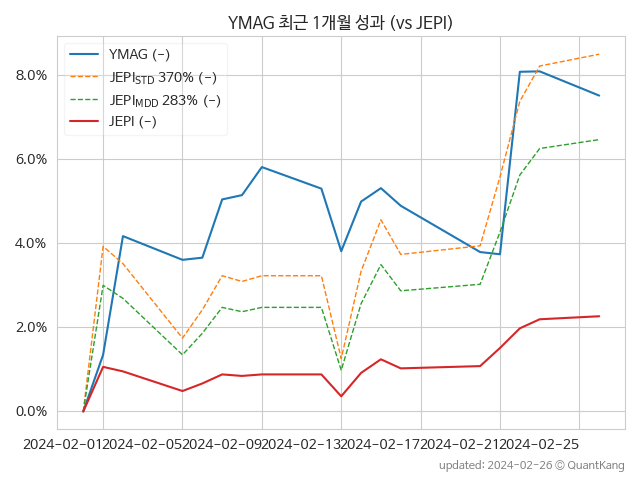 YMAG 최근 1개월 성과 (vs JEPI)
YMAG (-)
JEPISTD 370% (-)
JEPIMDD 283% (-)
JEPI (-)
8.0%
6.0%
4.0%
2.0%
0.0%
2024-02-01 2024-02-05 2024-02-09 2024-02-13 2024-02-17 2024-02-21 2024-02-25
updated: 2024-02-26 © QuantKang